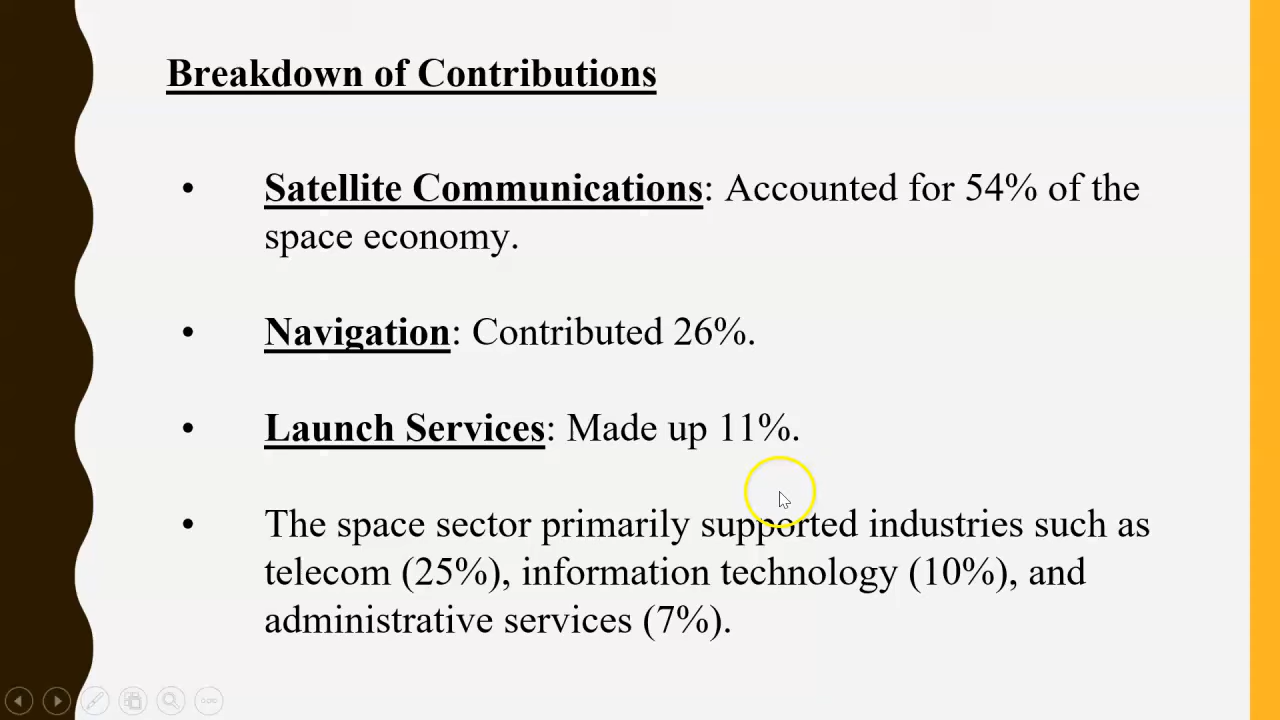 Breakdown of Contributions
• Satellite Communications: Accounted for 54% of the
space economy.
• Navigation: Contributed 26%.
• Launch Services: Made up 11%.
• The space sector primarily supported industries such as
telecom (25%), information technology (10%), and
administrative services (7%).